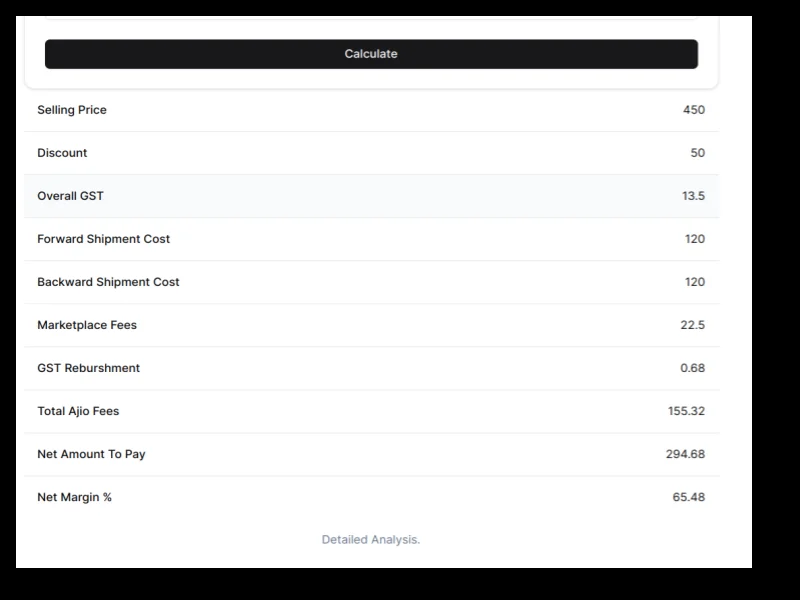 Calculate
Selling Price 450
Discount 50
Overall GST 13.5
Forward Shipment Cost 120
Backward Shipment Cost 120
Marketplace Fees 22.5
GST Reburshment 0.68
Total Ajio Fees 155.32
Net Amount To Pay 294.68
Net Margin % 65.48
Detailed Analysis.